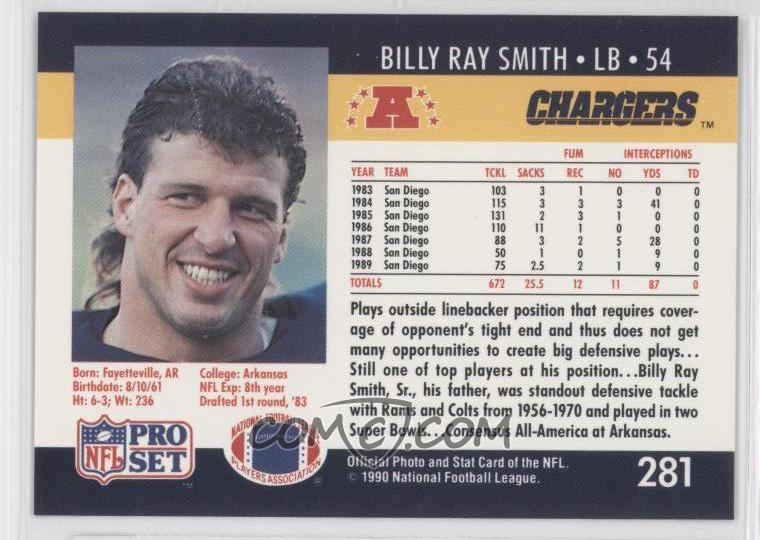 BILLY RAY SMITH • LB • 54
A
CHARGERS ™
FUM INTERCEPTIONS
YEAR TEAM TCKL SACKS REC NO YDS TD
1983 San Diego 103 3 1 0 0 0
1984 San Diego 115 3 3 3 41 0
1985 San Diego 131 2 3 1 0 0
1986 San Diego 110 11 1 0 0 0
1987 San Diego 88 3 2 5 28 0
1988 San Diego 50 1 0 1 9 0
1989 San Diego 75 2.5 2 1 9 0
TOTALS 672 25.5 12 11 87 0
Plays outside linebacker position that requires cover-
age of opponent's tight end and thus does not get
many opportunities to create big defensive plays...
Still one of top players at his position...Billy Ray
Smith, Sr., his father, was standout defensive tackle
with Rams and Colts from 1956-1970 and played in two
Super Bowls...Consensus All-America at Arkansas.
Born: Fayetteville, AR
Birthdate: 8/10/61
Ht: 6-3; Wt: 236
College: Arkansas
NFL Exp: 8th year
Drafted 1st round, '83
NFL PRO SET ™
NATIONAL FOOTBALL LEAGUE
PLAYERS ASSOCIATION ®
COMC.com
Official Photo and Stat Card of the NFL.
© 1990 National Football League.
281